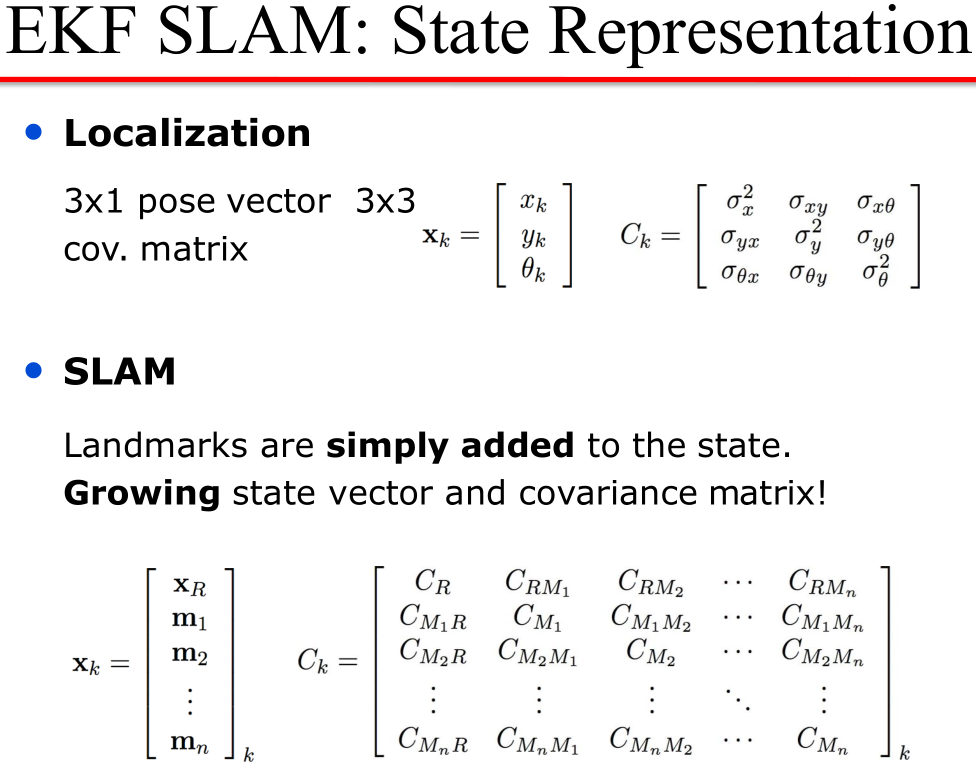 EKF SLAM: State Representation
• Localization
3x1 pose vector 3x3
cov. matrix
$\mathbf{x}_k = \begin{bmatrix} x_k \\ y_k \\ \theta_k \end{bmatrix}$ $C_k = \begin{bmatrix} \sigma_x^2 & \sigma_{xy} & \sigma_{x\theta} \\ \sigma_{yx} & \sigma_y^2 & \sigma_{y\theta} \\ \sigma_{\theta x} & \sigma_{\theta y} & \sigma_\theta^2 \end{bmatrix}$
• SLAM
Landmarks are simply added to the state.
Growing state vector and covariance matrix!
$\mathbf{x}_k = \begin{bmatrix} \mathbf{x}_R \\ \mathbf{m}_1 \\ \mathbf{m}_2 \\ \vdots \\ \mathbf{m}_n \end{bmatrix}_k$ $C_k = \begin{bmatrix} C_R & C_{RM_1} & C_{RM_2} & \cdots & C_{RM_n} \\ C_{M_1R} & C_{M_1} & C_{M_1M_2} & \cdots & C_{M_1M_n} \\ C_{M_2R} & C_{M_2M_1} & C_{M_2} & \cdots & C_{M_2M_n} \\ \vdots & \vdots & \vdots & \ddots & \vdots \\ C_{M_nR} & C_{M_nM_1} & C_{M_nM_2} & \cdots & C_{M_n} \end{bmatrix}_k$